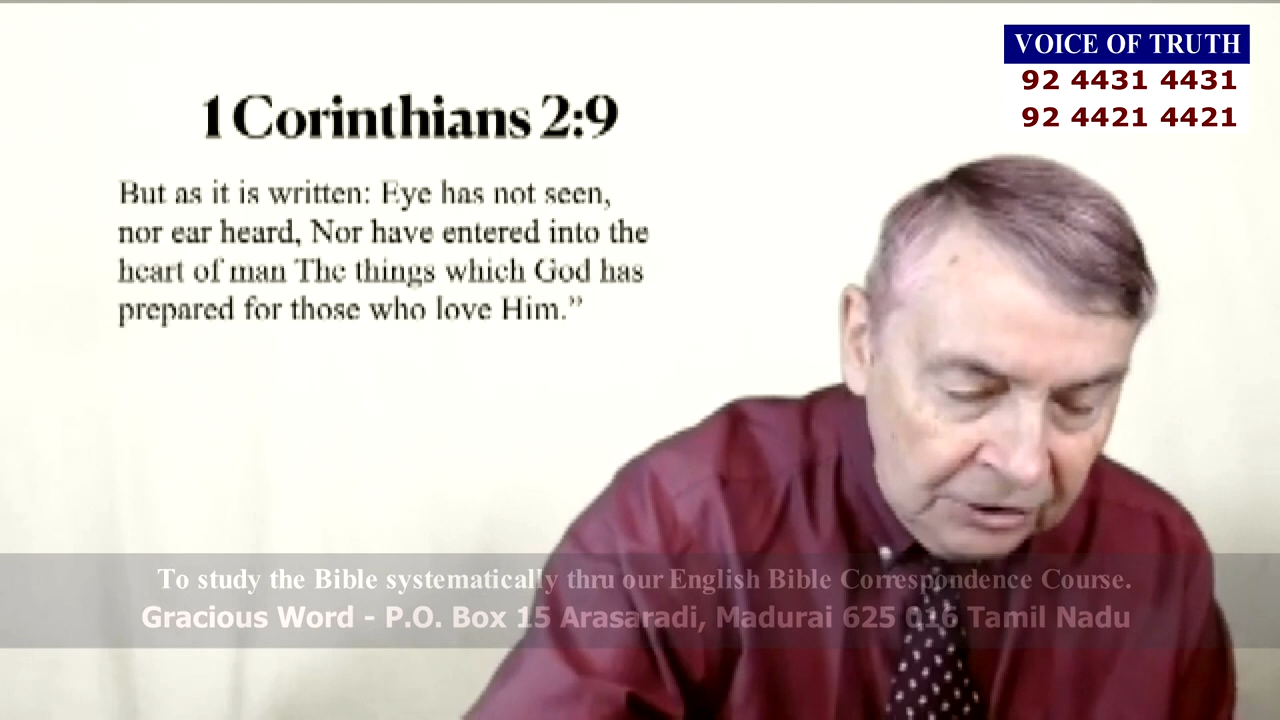 VOICE OF TRUTH
92 4431 4431
92 4421 4421
1 Corinthians 2:9
But as it is written: Eye has not seen,
nor ear heard, Nor have entered into the
heart of man The things which God has
prepared for those who love Him.”
To study the Bible systematically thru our English Bible Correspondence Course.
Gracious Word - P.O. Box 15 Arasaradi, Madurai 625 016 Tamil Nadu